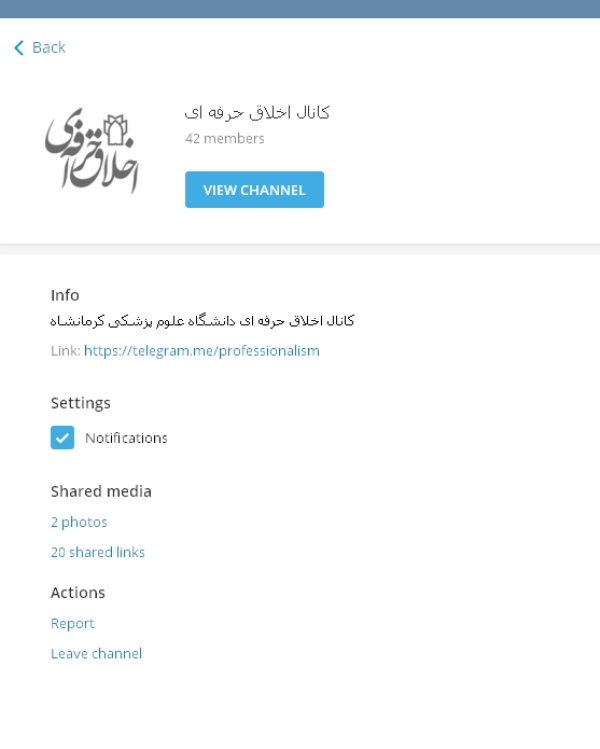 Back
کانال اخلاق حرفه ای
42 members
اخلاق حرفه‌ای
VIEW CHANNEL
Info
کانال اخلاق حرفه ای دانشگاه علوم پزشکی کرمانشاه
Link: https://telegram.me/professionalism
Settings
Notifications
Shared media
2 photos
20 shared links
Actions
Report
Leave channel